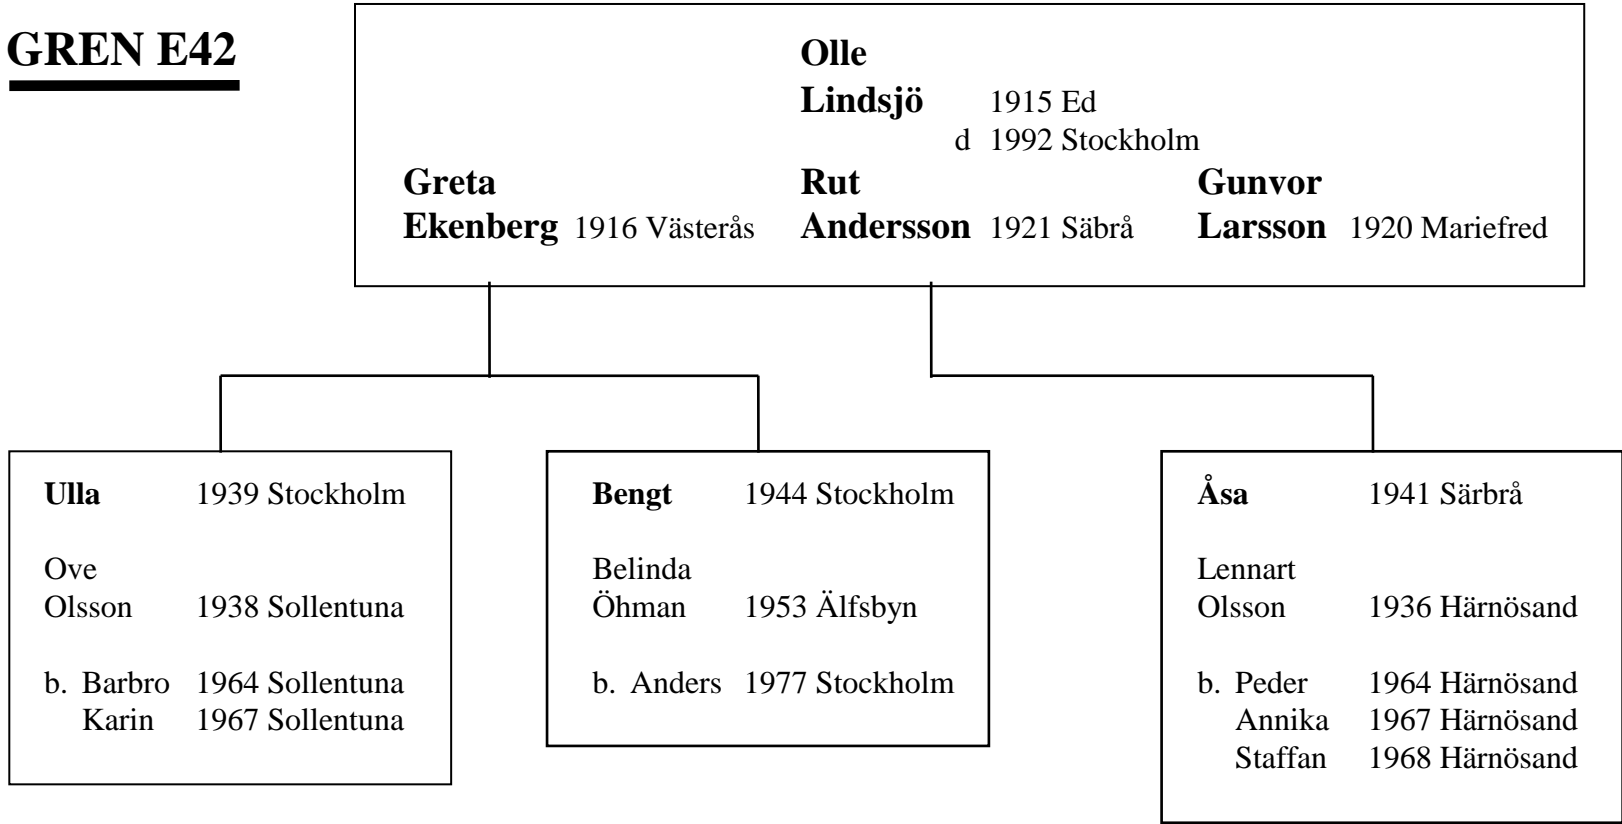 GREN E42
Olle
Lindsjö 1915 Ed
d 1992 Stockholm
Greta Rut Gunvor
Ekenberg 1916 Västerås Andersson 1921 Säbrå Larsson 1920 Mariefred
Ulla 1939 Stockholm
Ove
Olsson 1938 Sollentuna
b. Barbro 1964 Sollentuna
Karin 1967 Sollentuna
Bengt 1944 Stockholm
Belinda
Öhman 1953 Älfsbyn
b. Anders 1977 Stockholm
Åsa 1941 Särbrå
Lennart
Olsson 1936 Härnösand
b. Peder 1964 Härnösand
Annika 1967 Härnösand
Staffan 1968 Härnösand